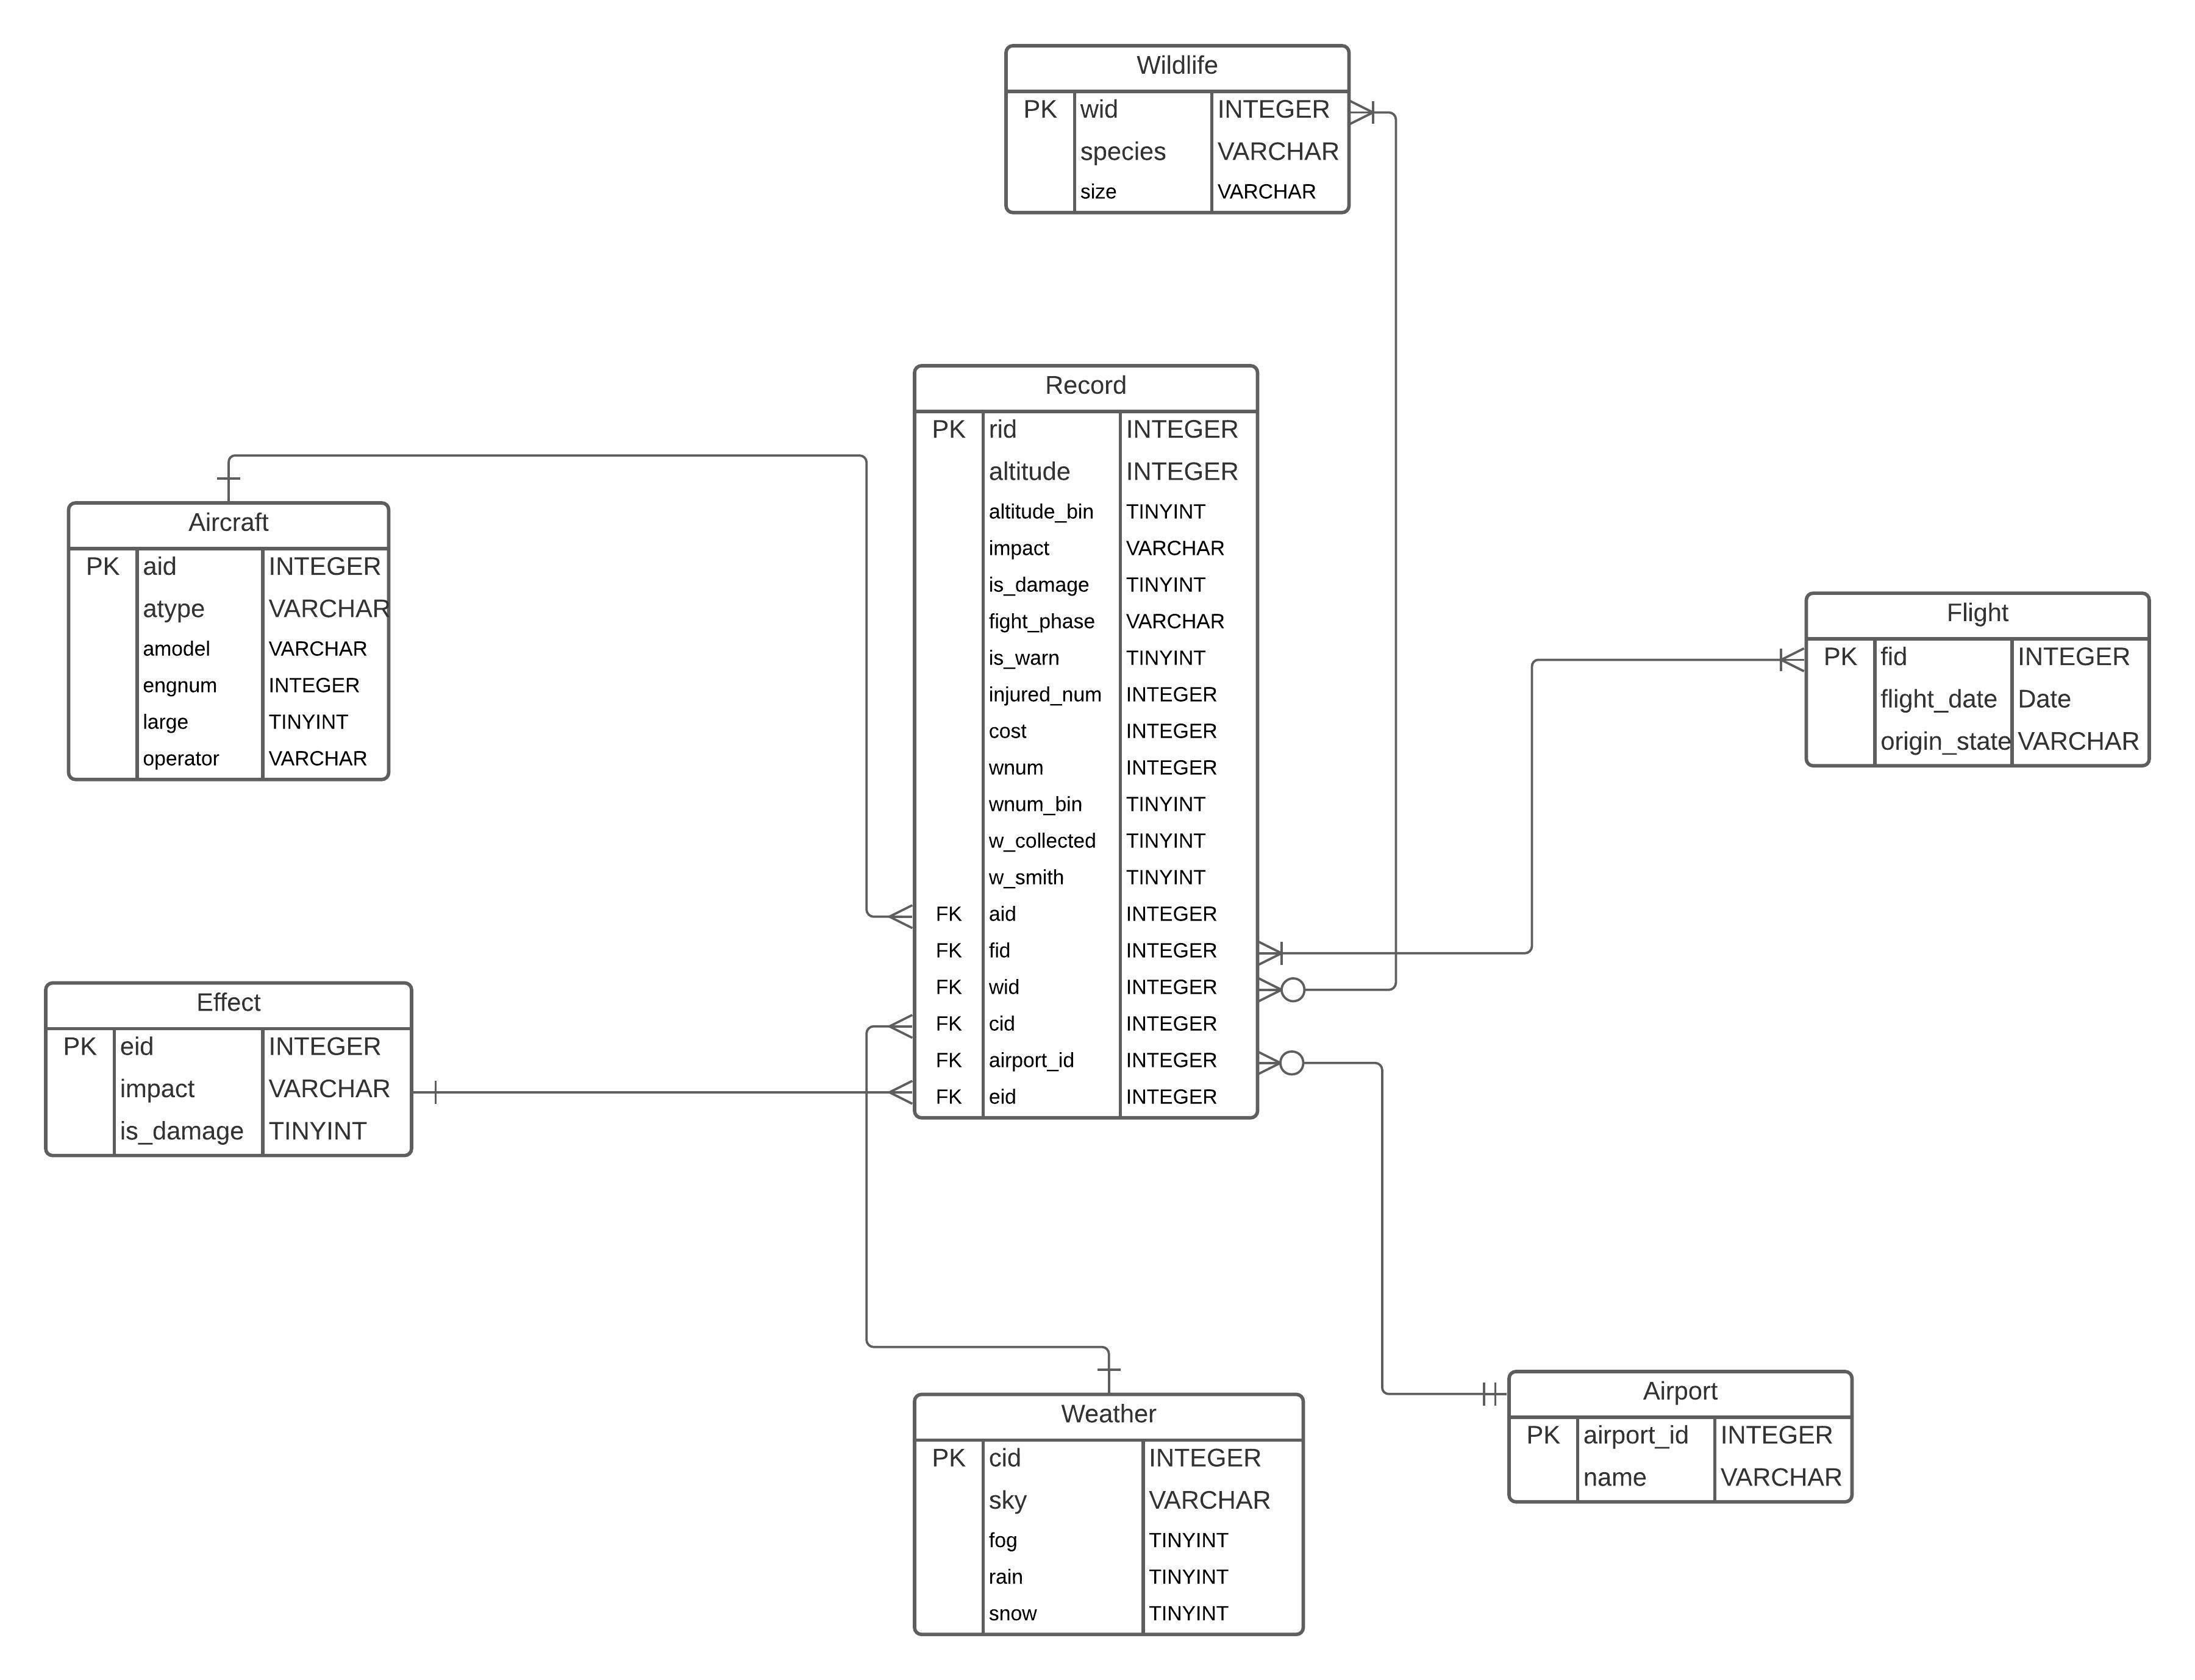 Wildlife
PK wid INTEGER
species VARCHAR
size VARCHAR
Record
PK rid INTEGER
altitude INTEGER
altitude_bin TINYINT
impact VARCHAR
is_damage TINYINT
fight_phase VARCHAR
is_warn TINYINT
injured_num INTEGER
cost INTEGER
wnum INTEGER
wnum_bin TINYINT
w_collected TINYINT
w_smith TINYINT
FK aid INTEGER
FK fid INTEGER
FK wid INTEGER
FK cid INTEGER
FK airport_id INTEGER
FK eid INTEGER
Aircraft
PK aid INTEGER
atype VARCHAR
amodel VARCHAR
engnum INTEGER
large TINYINT
operator VARCHAR
Flight
PK fid INTEGER
flight_date Date
origin_state VARCHAR
Effect
PK eid INTEGER
impact VARCHAR
is_damage TINYINT
Weather
PK cid INTEGER
sky VARCHAR
fog TINYINT
rain TINYINT
snow TINYINT
Airport
PK airport_id INTEGER
name VARCHAR